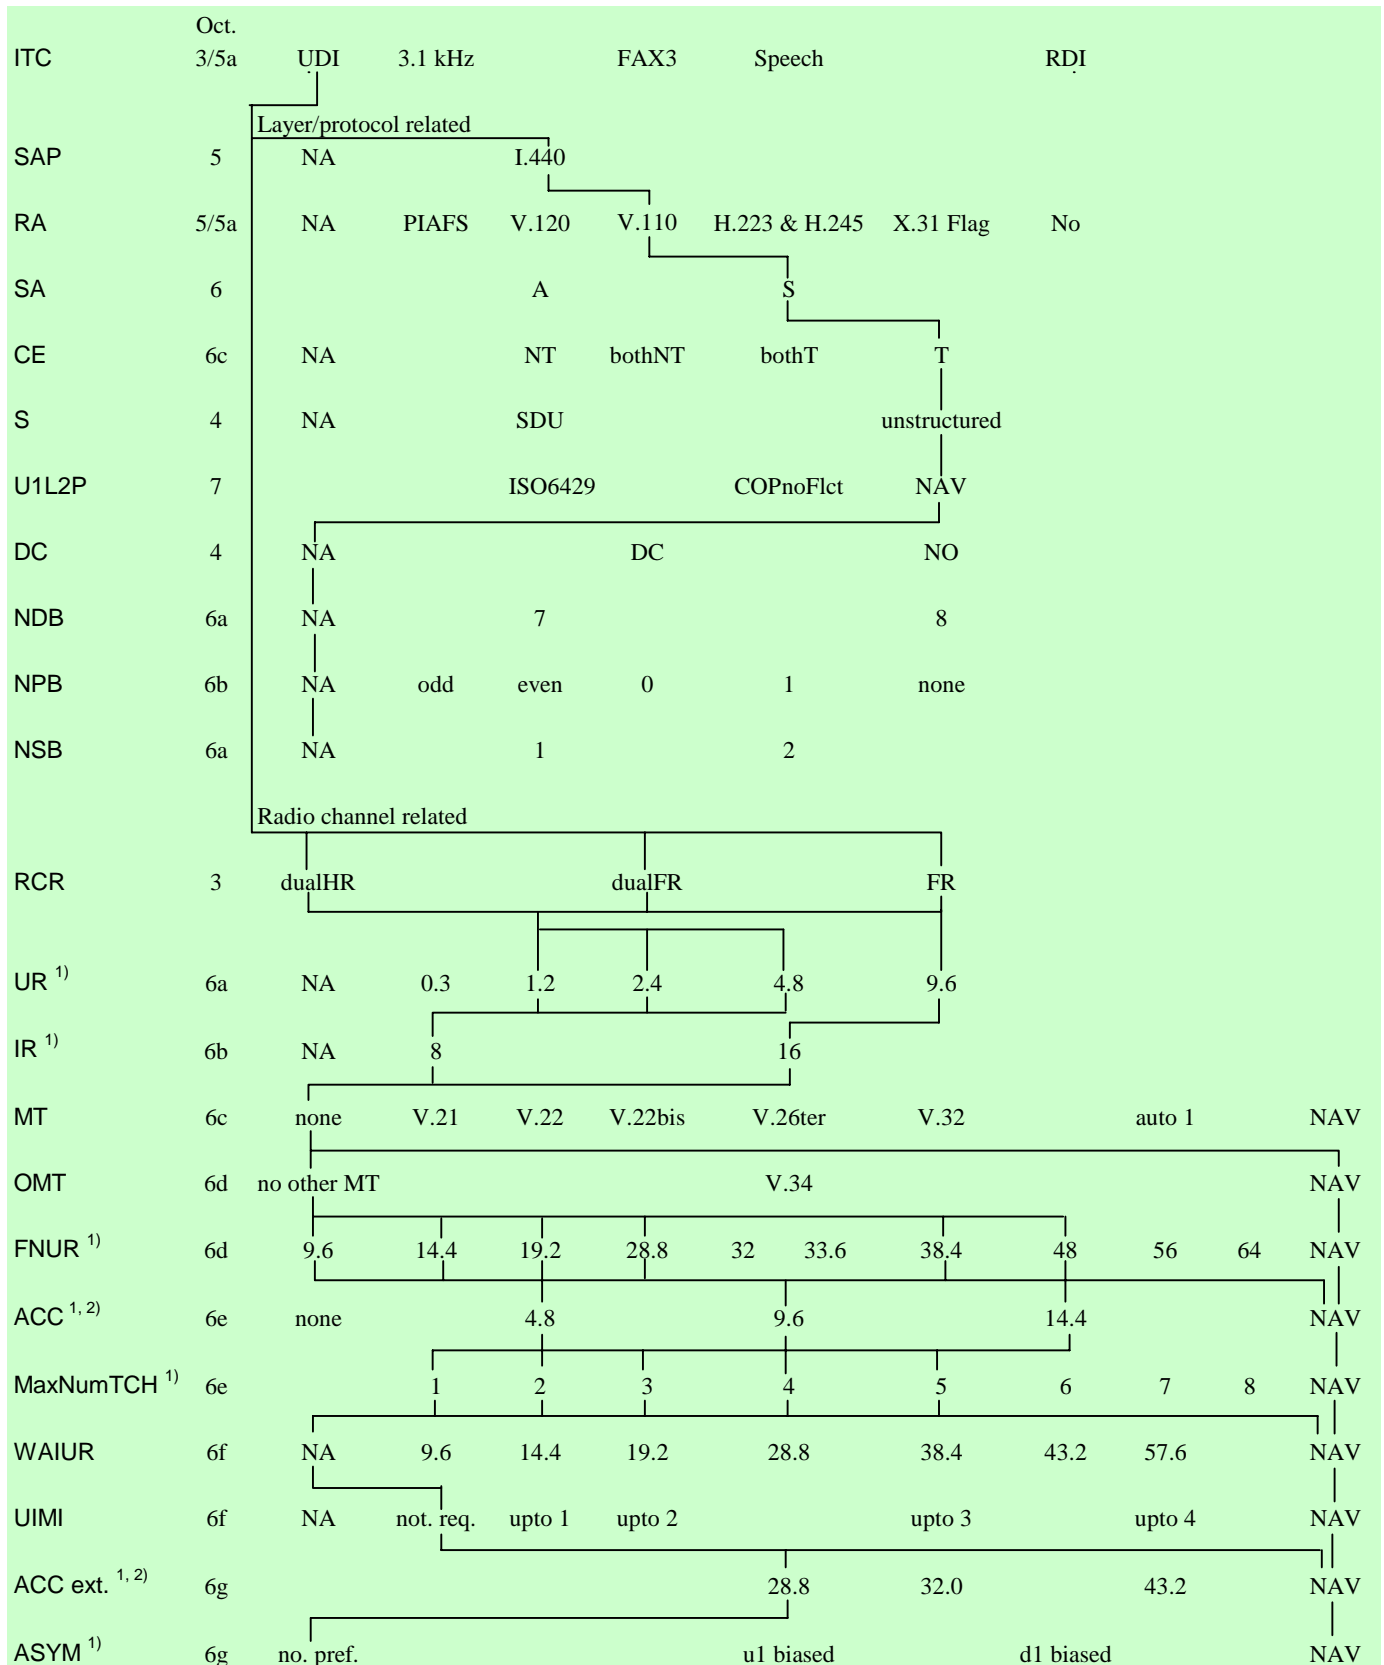 Oct.
ITC 3/5a UDI 3.1 kHz FAX3 Speech RDI
Layer/protocol related
SAP 5 NA I.440
RA 5/5a NA PIAFS V.120 V.110 H.223 & H.245 X.31 Flag No
SA 6 A S
CE 6c NA NT bothNT bothT T
S 4 NA SDU unstructured
U1L2P 7 ISO6429 COPnoFlct NAV
DC 4 NA DC NO
NDB 6a NA 7 8
NPB 6b NA odd even 0 1 none
NSB 6a NA 1 2
Radio channel related
RCR 3 dualHR dualFR FR
UR 1) 6a NA 0.3 1.2 2.4 4.8 9.6
IR 1) 6b NA 8 16
MT 6c none V.21 V.22 V.22bis V.26ter V.32 auto 1 NAV
OMT 6d no other MT V.34 NAV
FNUR 1) 6d 9.6 14.4 19.2 28.8 32 33.6 38.4 48 56 64 NAV
ACC 1, 2) 6e none 4.8 9.6 14.4 NAV
MaxNumTCH 1) 6e 1 2 3 4 5 6 7 8 NAV
WAIUR 6f NA 9.6 14.4 19.2 28.8 38.4 43.2 57.6 NAV
UIMI 6f NA not. req. upto 1 upto 2 upto 3 upto 4 NAV
ACC ext. 1, 2) 6g 28.8 32.0 43.2 NAV
ASYM 1) 6g no. pref. u1 biased d1 biased NAV